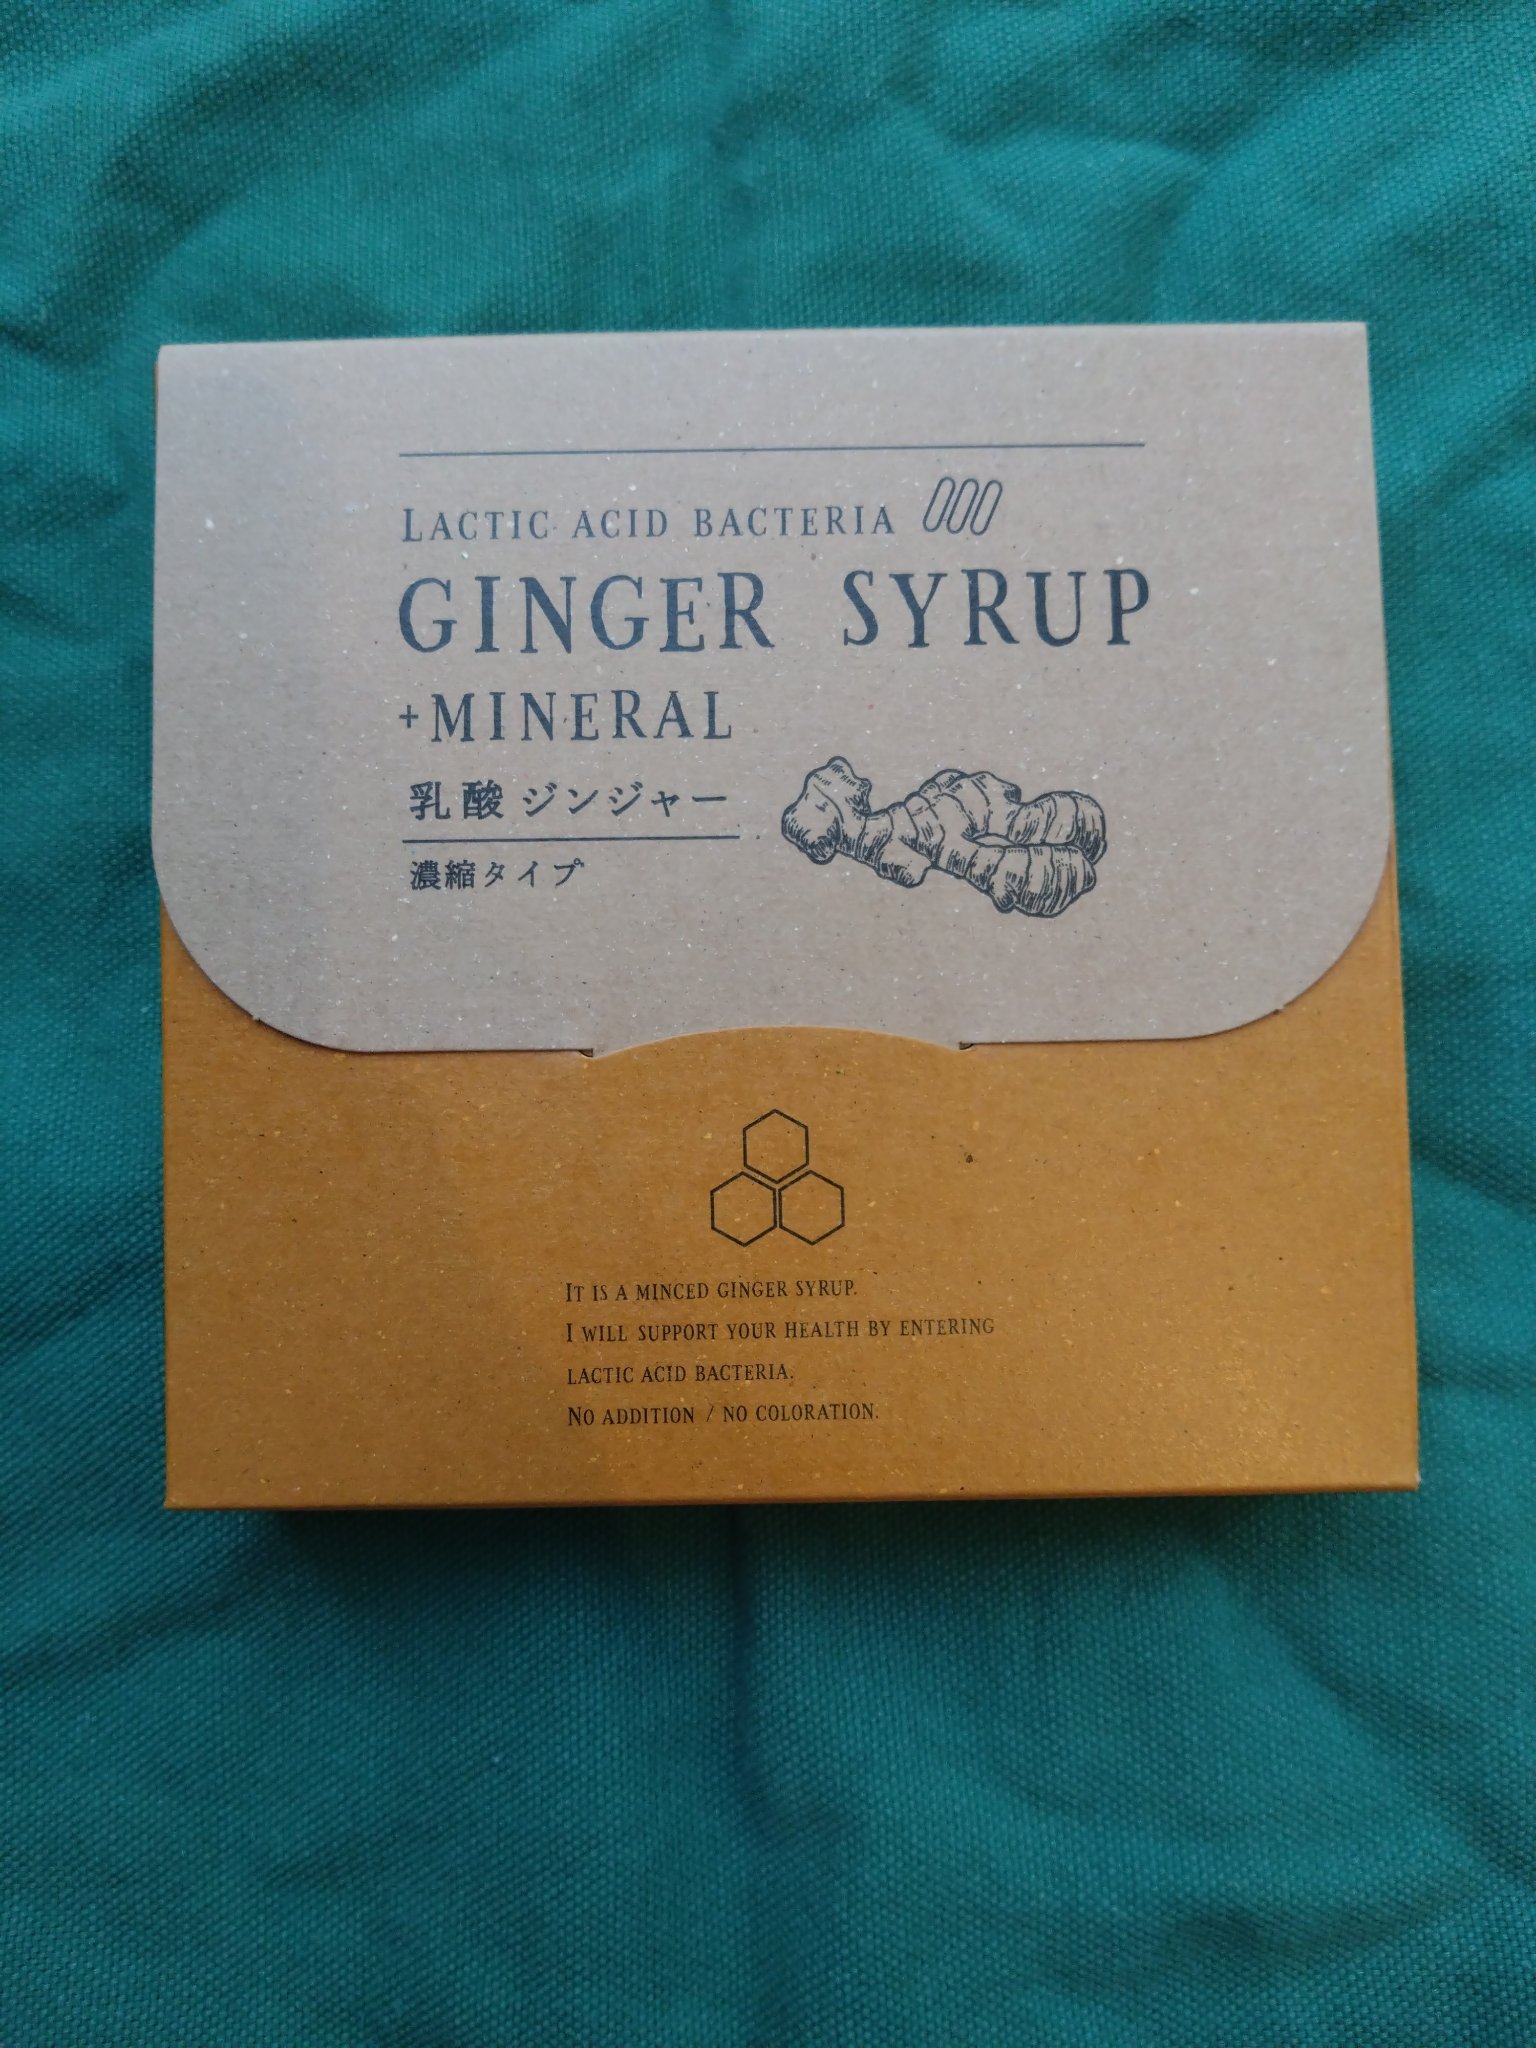 LACTIC ACID BACTERIA
GINGER SYRUP
+MINERAL
乳酸ジンジャー
濃縮タイプ
IT IS A MINCED GINGER SYRUP.
I WILL SUPPORT YOUR HEALTH BY ENTERING
LACTIC ACID BACTERIA.
NO ADDITION / NO COLORATION.